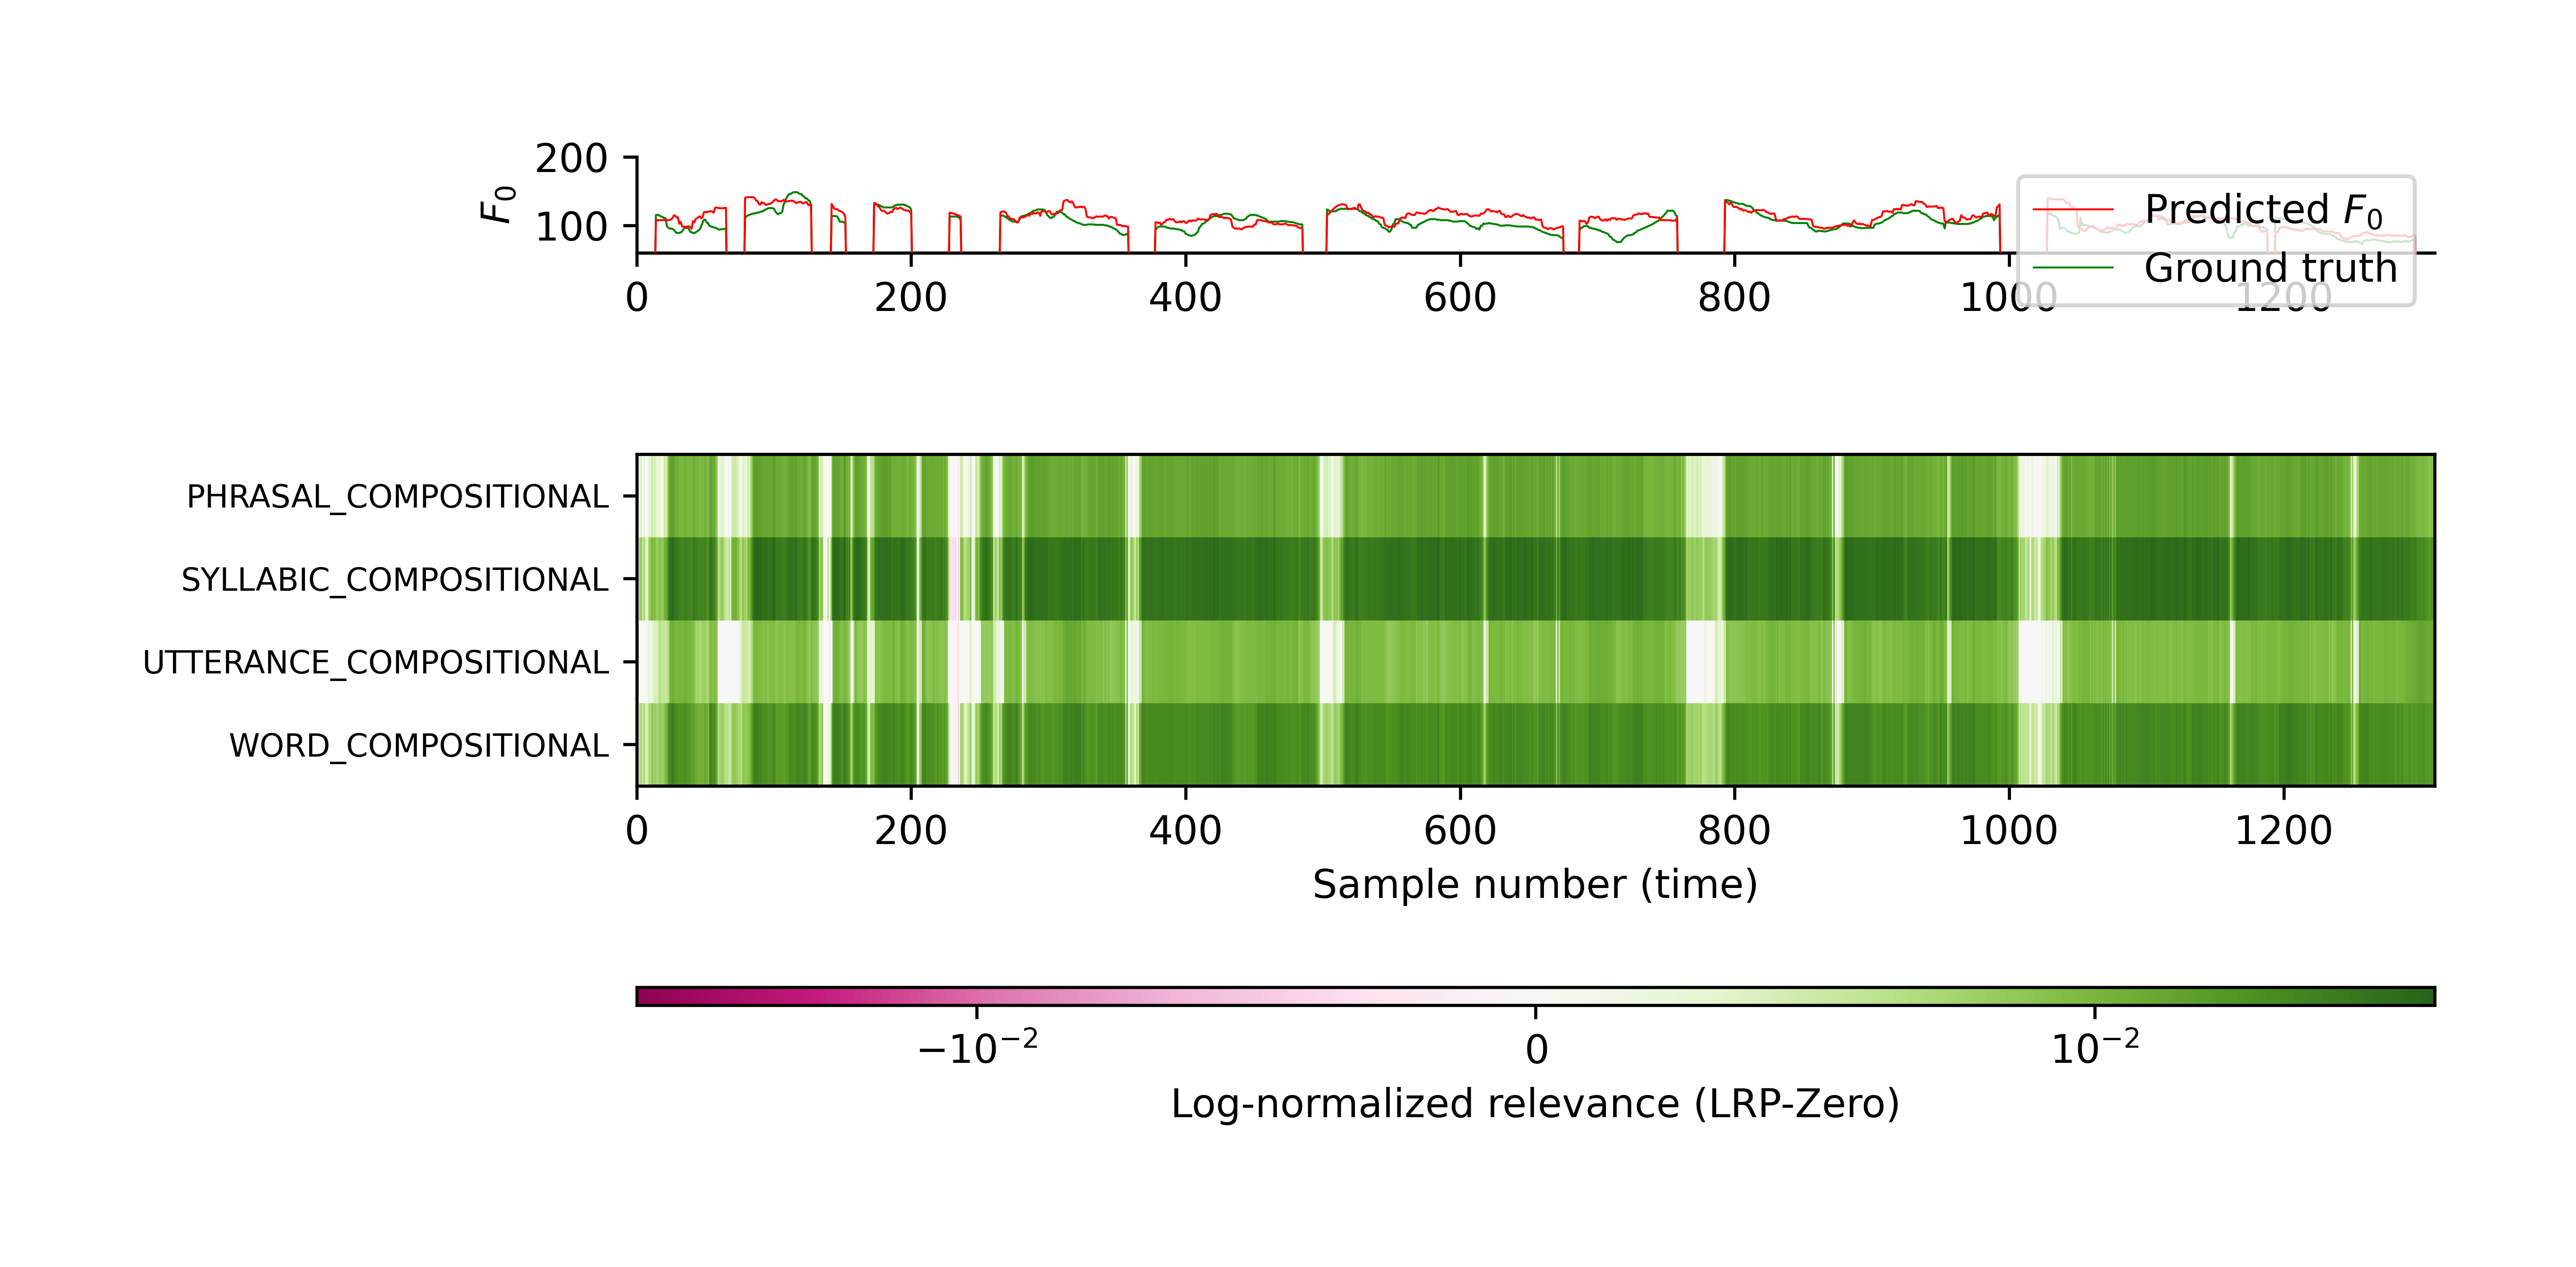 200
100
F0
Predicted F0
Ground truth
0 200 400 600 800 1000 1200
PHRASAL_COMPOSITIONAL
SYLLABIC_COMPOSITIONAL
UTTERANCE_COMPOSITIONAL
WORD_COMPOSITIONAL
0 200 400 600 800 1000 1200
Sample number (time)
−10⁻² 0 10⁻²
Log-normalized relevance (LRP-Zero)